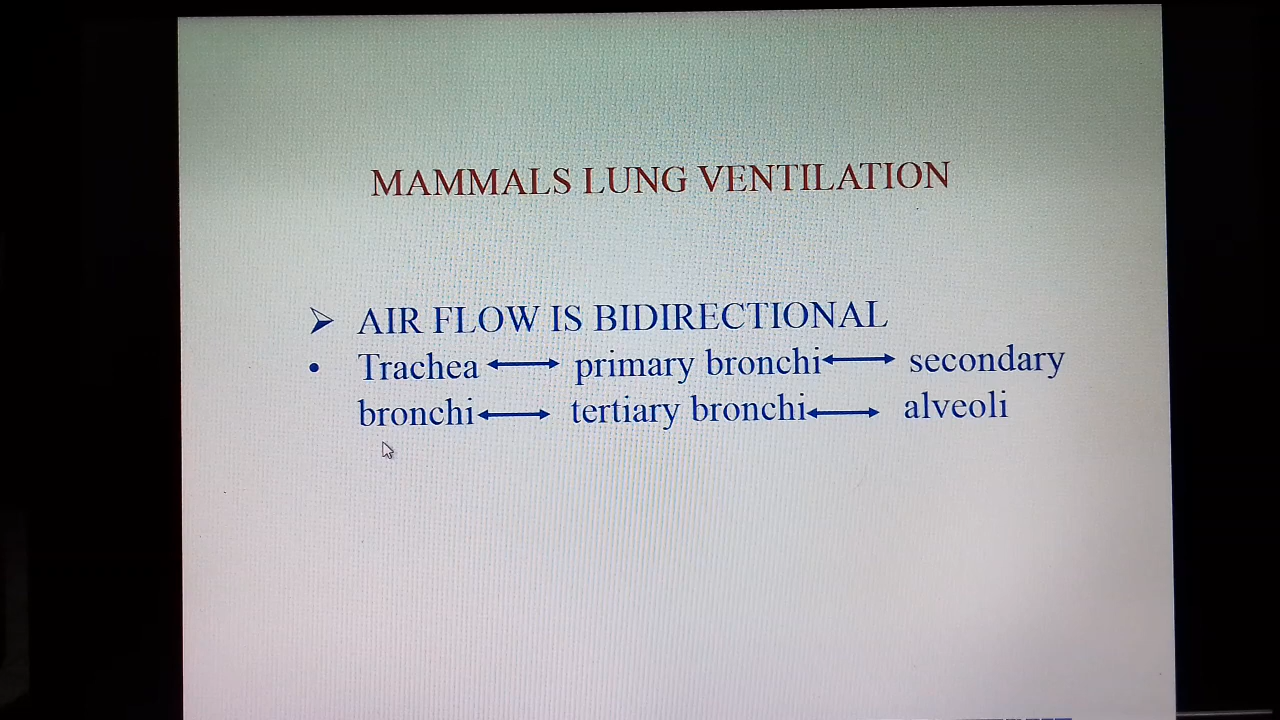 MAMMALS LUNG VENTILATION
➢ AIR FLOW IS BIDIRECTIONAL
• Trachea ⟷ primary bronchi ⟷ secondary
bronchi ⟷ tertiary bronchi ⟷ alveoli